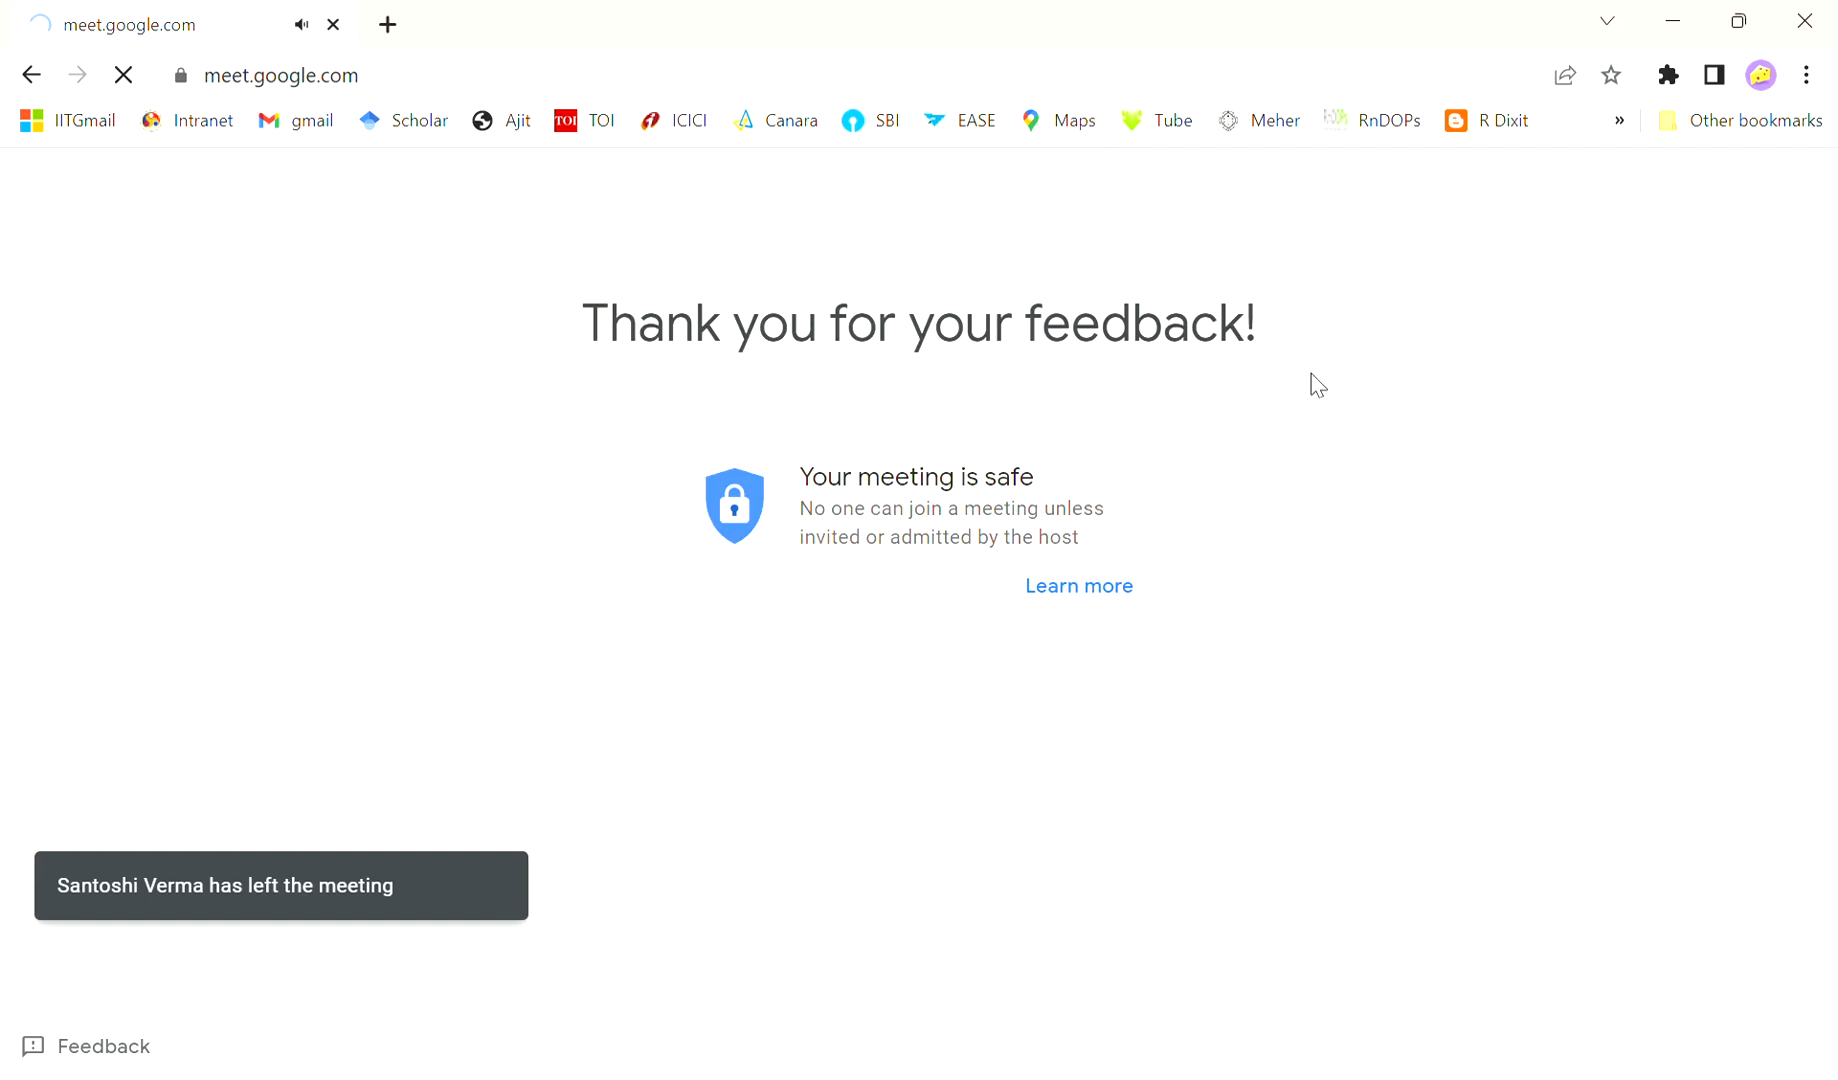 meet.google.com
meet.google.com
IITGmail Intranet gmail Scholar Ajit TOI TOI ICICI Canara SBI EASE Maps Tube Meher RnDOPs R Dixit » Other bookmarks
Thank you for your feedback!
Your meeting is safe
No one can join a meeting unless
invited or admitted by the host
Learn more
Santoshi Verma has left the meeting
Feedback